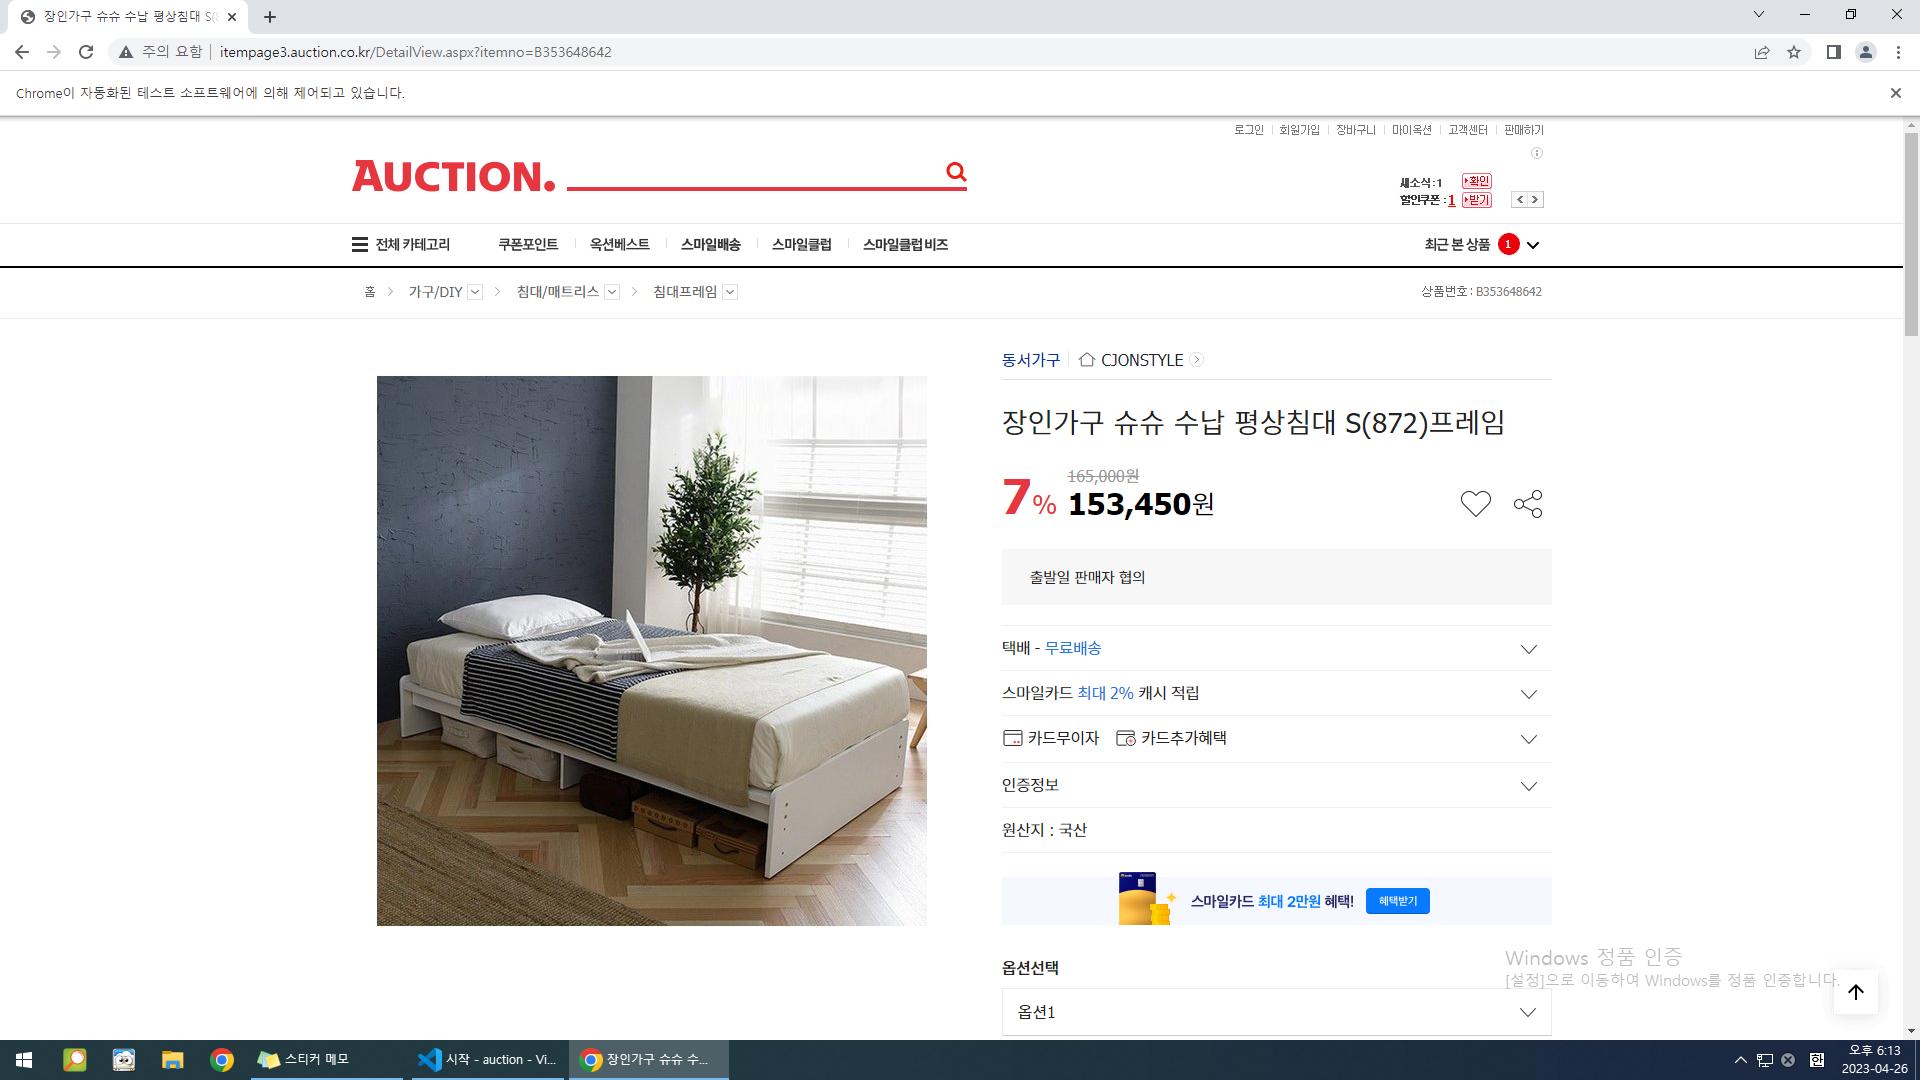 장인가구 슈슈 수납 평상침대 S(8
주의 요함 itempage3.auction.co.kr/DetailView.aspx?itemno=B353648642
Chrome이 자동화된 테스트 소프트웨어에 의해 제어되고 있습니다.
로그인 회원가입 장바구니 마이옥션 고객센터 판매하기
AUCTION.
새소식:1 확인
할인쿠폰 :1 받기
전체 카테고리 쿠폰포인트 옥션베스트 스마일배송 스마일클럽 스마일클럽 비즈 최근 본 상품 1
홈 가구/DIY 침대/매트리스 침대프레임 상품번호 : B353648642
동서가구 CJONSTYLE
장인가구 슈슈 수납 평상침대 S(872)프레임
165,000원
7% 153,450원
출발일 판매자 협의
택배 - 무료배송
스마일카드 최대 2% 캐시 적립
카드무이자 카드추가혜택
인증정보
원산지 : 국산
스마일카드 최대 2만원 혜택! 혜택받기
옵션선택
옵션1
Windows 정품 인증
[설정]으로 이동하여 Windows를 정품 인증합니다.
스티커 메모 시작 - auction - Vi... 장인가구 슈슈 수... 한 오후 6:13
2023-04-26